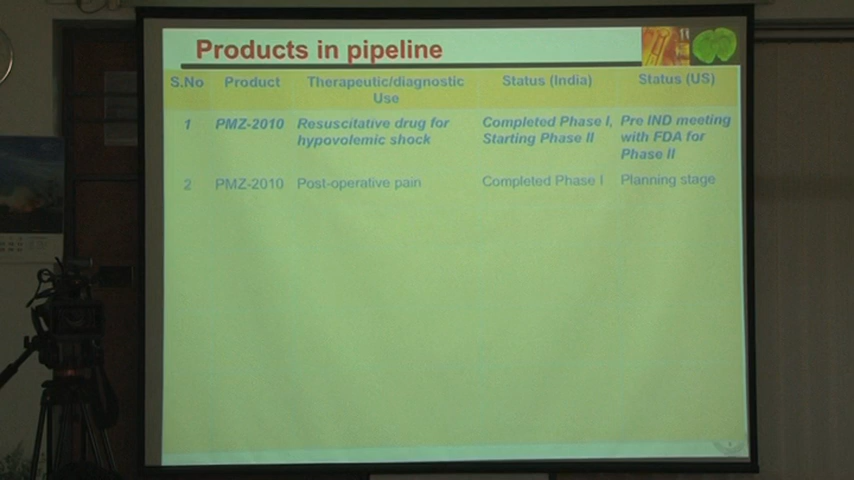 Products in pipeline
S.No Product Therapeutic/diagnostic Use Status (India) Status (US)
1 PMZ-2010 Resuscitative drug for hypovolemic shock Completed Phase I, Starting Phase II Pre IND meeting with FDA for Phase II
2 PMZ-2010 Post-operative pain Completed Phase I Planning stage